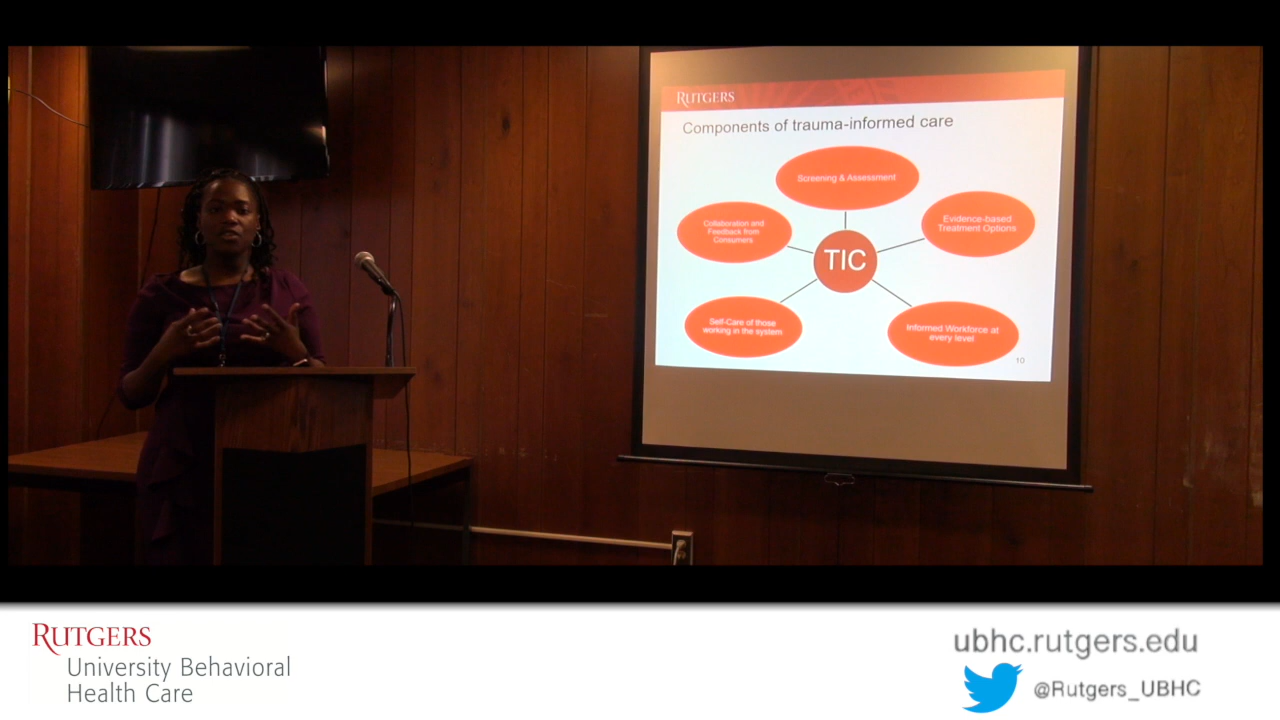 RUTGERS
Components of trauma-informed care
Screening & Assessment
Collaboration and
Feedback from
Consumers
Evidence-based
Treatment Options
TIC
Self-Care of those
working in the system
Informed Workforce at
every level
10
RUTGERS
University Behavioral
Health Care
ubhc.rutgers.edu
@Rutgers_UBHC